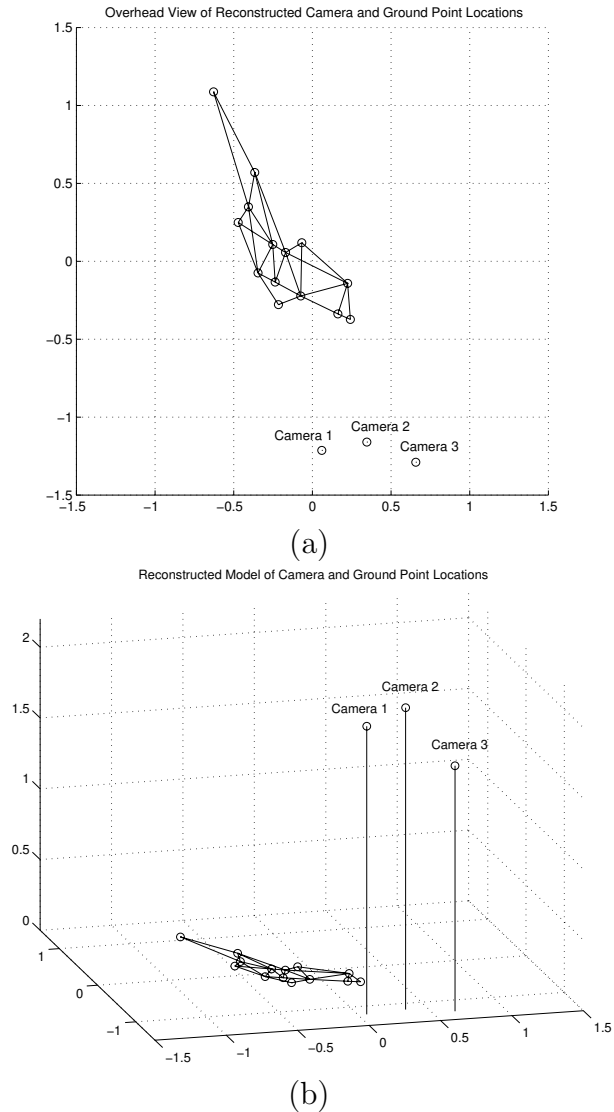 Overhead View of Reconstructed Camera and Ground Point Locations
1.5
1
0.5
0
−0.5
−1
Camera 1
Camera 2
Camera 3
−1.5
−1.5
−1
−0.5
0
0.5
1
1.5
(a)
Reconstructed Model of Camera and Ground Point Locations
2
1.5
1
0.5
0
Camera 2
Camera 1
Camera 3
1
0
−1
−1.5
−1
−0.5
0
0.5
1
1.5
(b)